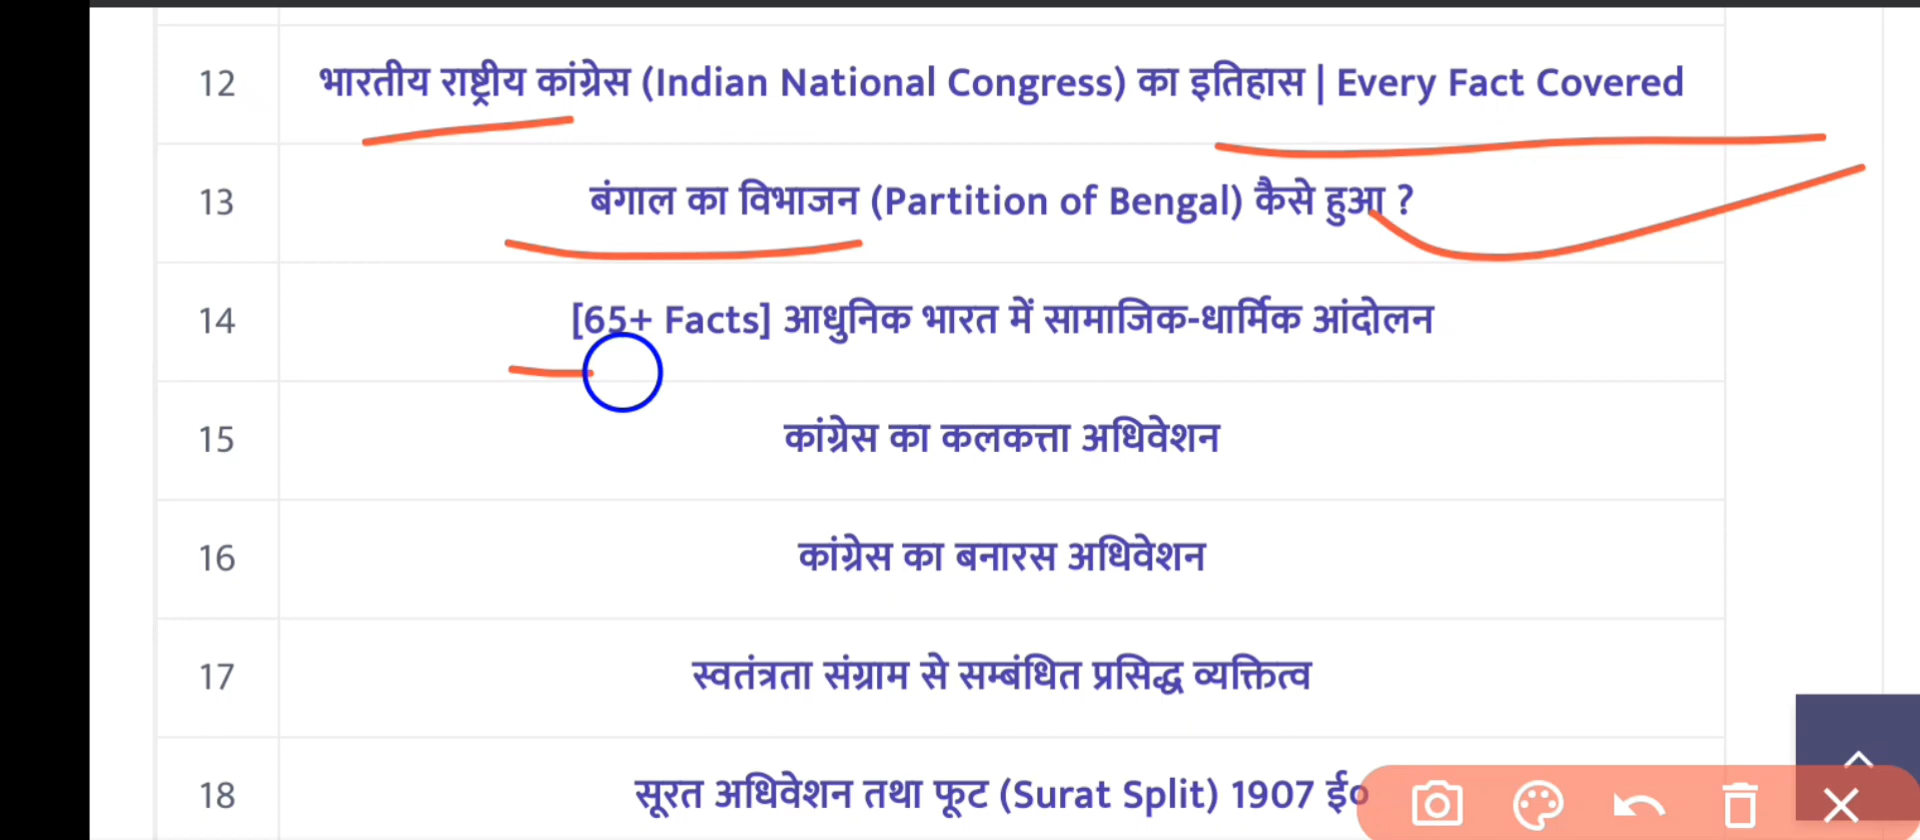 12 भारतीय राष्ट्रीय कांग्रेस (Indian National Congress) का इतिहास | Every Fact Covered
13 बंगाल का विभाजन (Partition of Bengal) कैसे हुआ ?
14 [65+ Facts] आधुनिक भारत में सामाजिक-धार्मिक आंदोलन
15 कांग्रेस का कलकत्ता अधिवेशन
16 कांग्रेस का बनारस अधिवेशन
17 स्वतंत्रता संग्राम से सम्बंधित प्रसिद्ध व्यक्तित्व
18 सूरत अधिवेशन तथा फूट (Surat Split) 1907 ई०